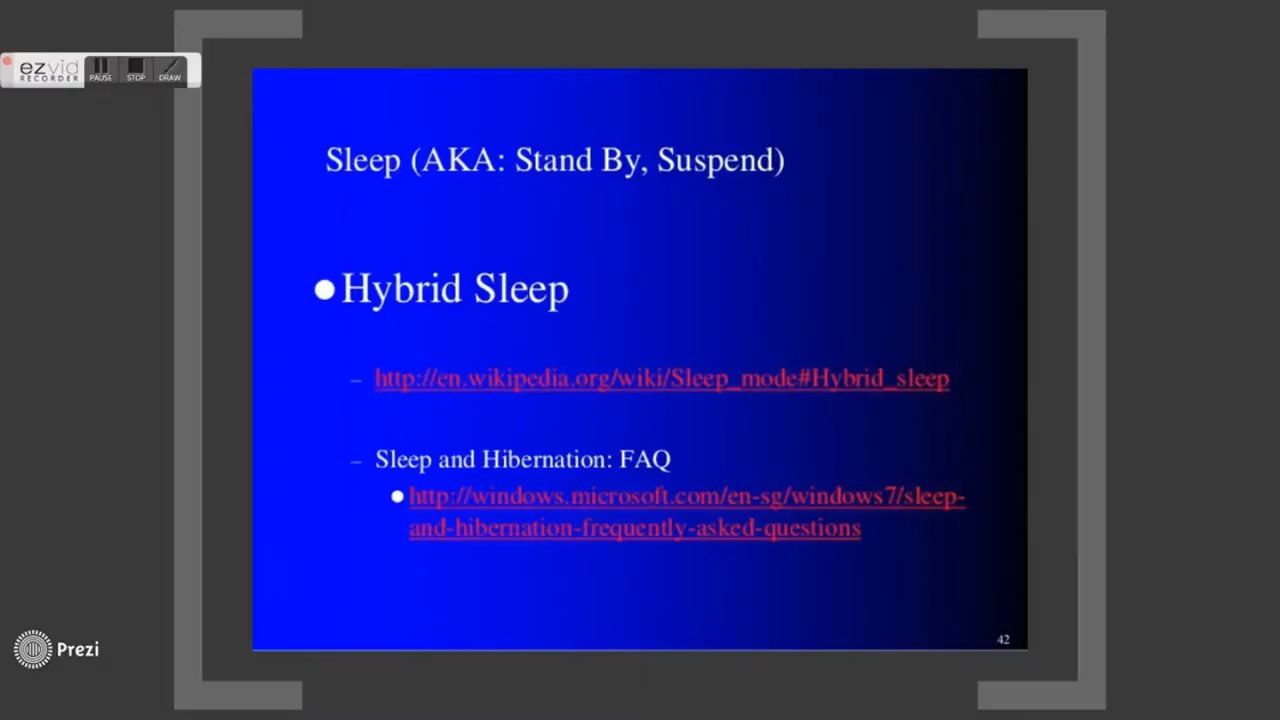 ezvid
RECORDER
PAUSE
STOP
DRAW
Sleep (AKA: Stand By, Suspend)
●Hybrid Sleep
– http://en.wikipedia.org/wiki/Sleep_mode#Hybrid_sleep
– Sleep and Hibernation: FAQ
● http://windows.microsoft.com/en-sg/windows7/sleep-
and-hibernation-frequently-asked-questions
42
Prezi